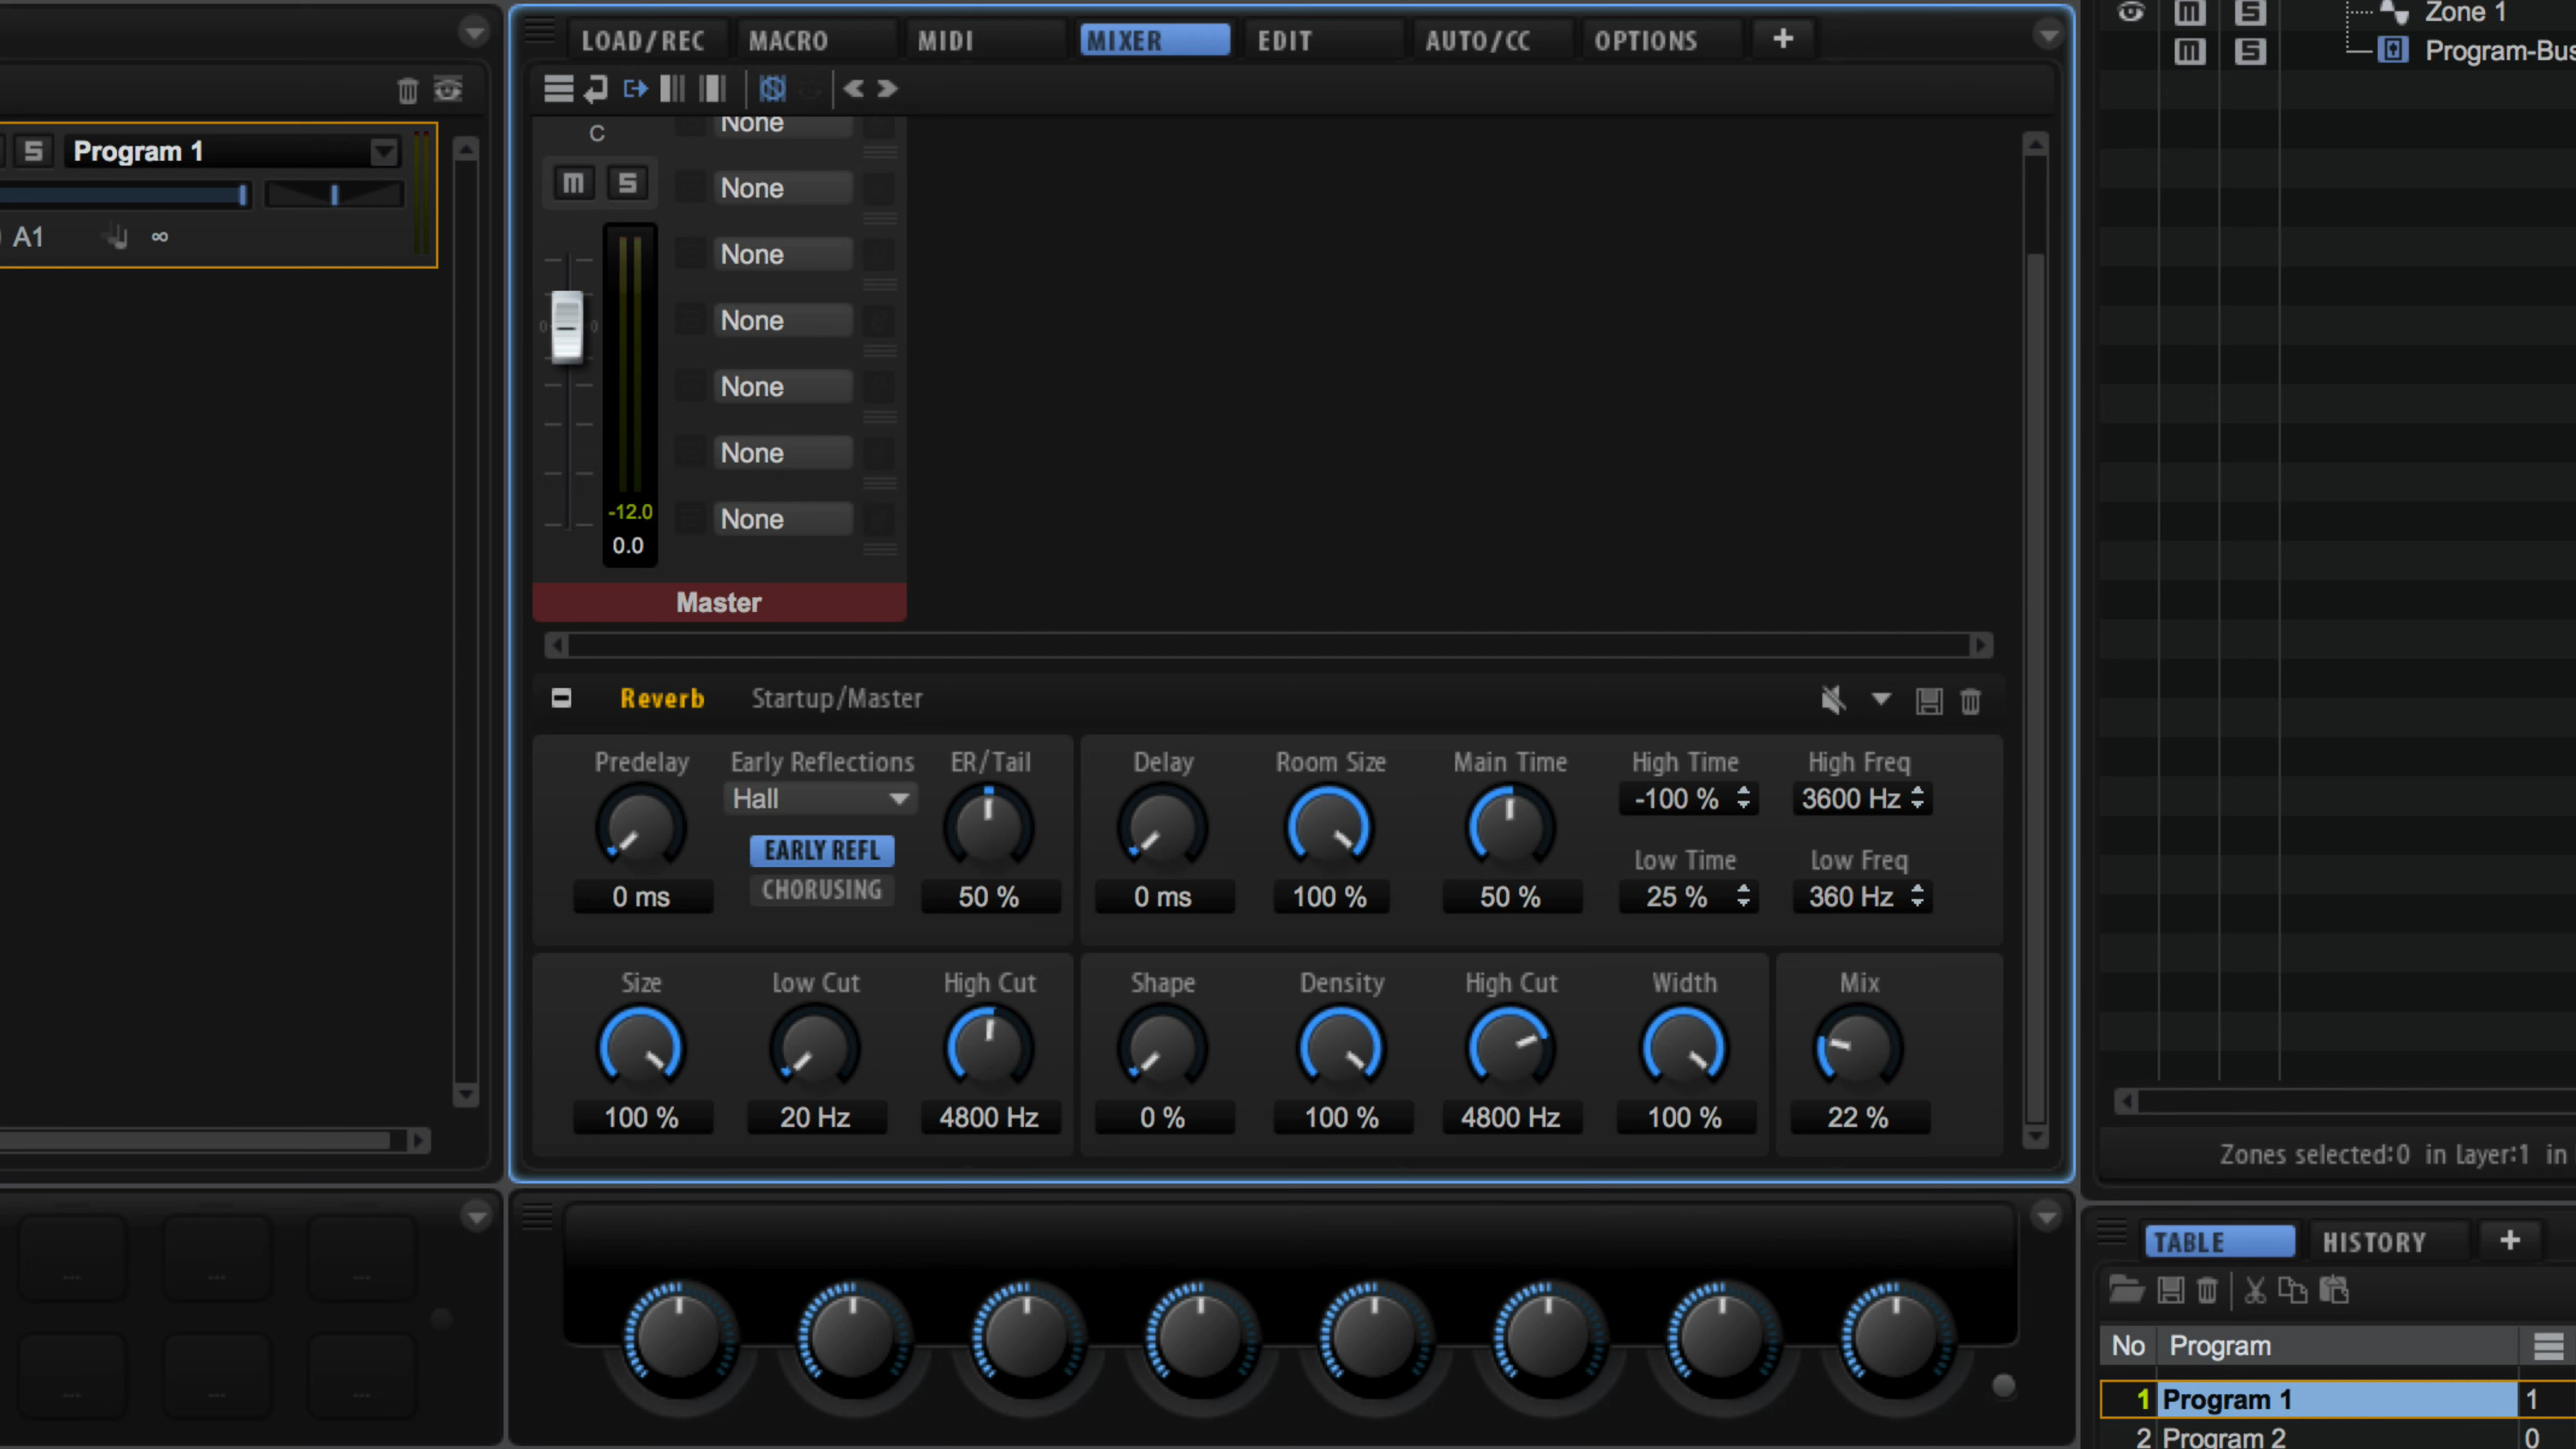 LOAD/REC MACRO MIDI MIXER EDIT AUTO/CC OPTIONS +
M S Zone 1
M S Program-Bus
S Program 1
A1 ∞
C
M S
None
None
None
None
None
None
None
0 0
-12.0
0.0
Master
Reverb Startup/Master
Predelay Early Reflections ER/Tail Delay Room Size Main Time High Time High Freq
Hall -100 % 3600 Hz
EARLY REFL Low Time Low Freq
CHORUSING
0 ms 50 % 0 ms 100 % 50 % 25 % 360 Hz
Size Low Cut High Cut Shape Density High Cut Width Mix
100 % 20 Hz 4800 Hz 0 % 100 % 4800 Hz 100 % 22 %
Zones selected:0 in Layer:1 in
... ... ...
... ... ...
TABLE HISTORY +
No Program
1 Program 1 1
2 Program 2 0